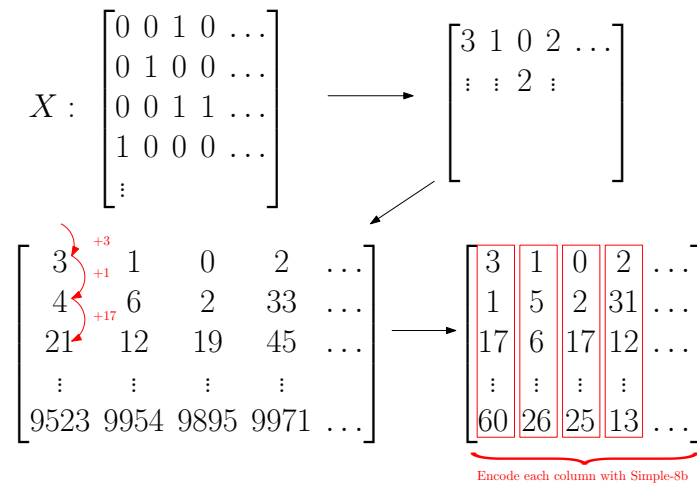 X :
0 0 1 0 …
0 1 0 0 …
0 0 1 1 …
1 0 0 0 …
⋮
3 1 0 2 …
⋮ ⋮ 2 ⋮
+3
+1
+17
3 1 0 2 …
4 6 2 33 …
21 12 19 45 …
⋮ ⋮ ⋮ ⋮
9523 9954 9895 9971 …
3 1 0 2 …
1 5 2 31 …
17 6 17 12 …
⋮ ⋮ ⋮ ⋮
60 26 25 13 …
Encode each column with Simple-8b